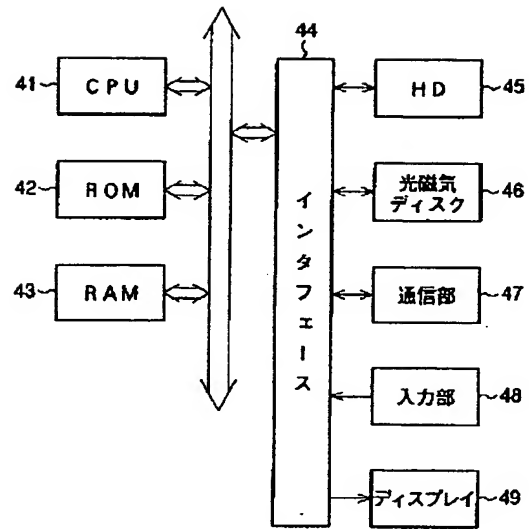 44
41
CPU
HD
45
42
ROM
光磁気
ディスク
46
インタフェース
43
RAM
通信部
47
入力部
48
ディスプレイ
49